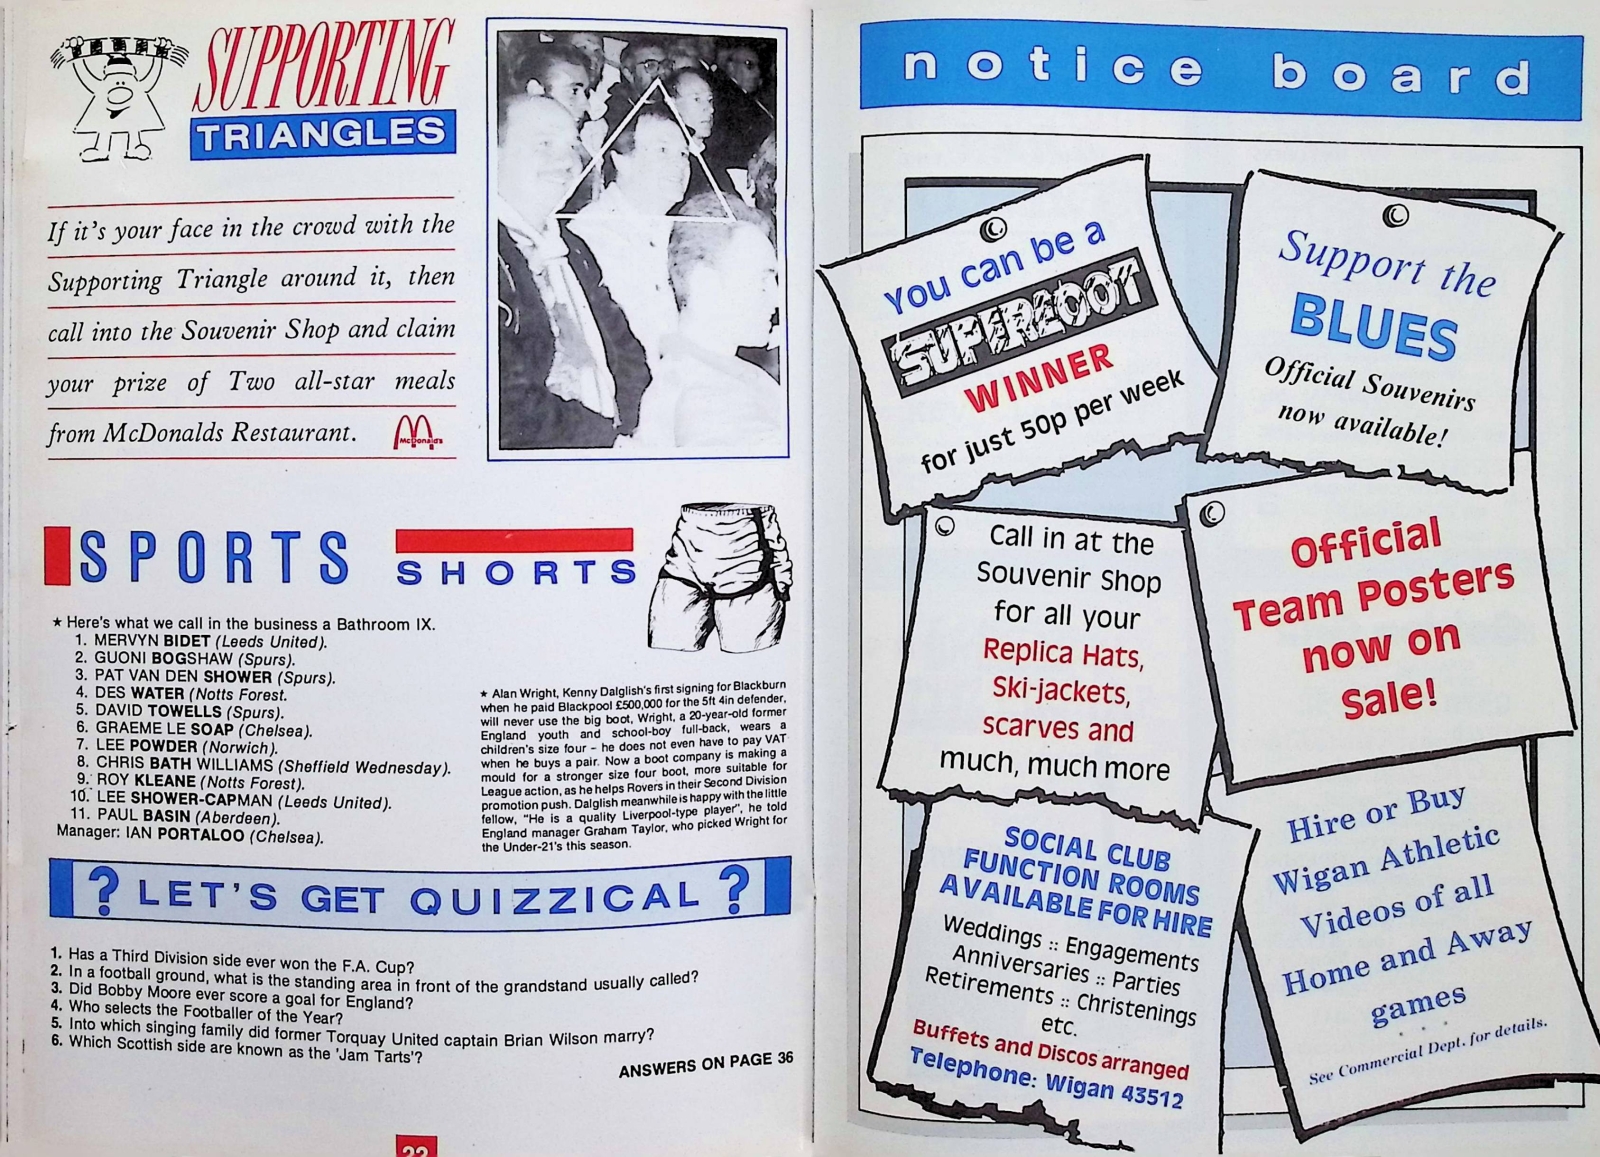 SUPPORTING
TRIANGLES
If it's your face in the crowd with the
Supporting Triangle around it, then
call into the Souvenir Shop and claim
your prize of Two all-star meals
from McDonalds Restaurant.
McDonald's
SPORTS
SHORTS
★ Here's what we call in the business a Bathroom IX.
1. MERVYN BIDET (Leeds United).
2. GUONI BOGSHAW (Spurs).
3. PAT VAN DEN SHOWER (Spurs).
4. DES WATER (Notts Forest.
5. DAVID TOWELLS (Spurs).
6. GRAEME LE SOAP (Chelsea).
7. LEE POWDER (Norwich).
8. CHRIS BATH WILLIAMS (Sheffield Wednesday).
9. ROY KLEANE (Notts Forest).
10. LEE SHOWER-CAPMAN (Leeds United).
11. PAUL BASIN (Aberdeen).
Manager: IAN PORTALOO (Chelsea).
★ Alan Wright, Kenny Dalglish's first signing for Blackburn
when he paid Blackpool £500,000 for the 5ft 4in defender,
will never use the big boot, Wright, a 20-year-old former
England youth and school-boy full-back, wears a
children's size four – he does not even have to pay VAT
when he buys a pair. Now a boot company is making a
mould for a stronger size four boot, more suitable for
League action, as he helps Rovers in their Second Division
promotion push. Dalglish meanwhile is happy with the little
fellow, "He is a quality Liverpool-type player", he told
England manager Graham Taylor, who picked Wright for
the Under-21's this season.
? LET'S GET QUIZZICAL ?
1. Has a Third Division side ever won the F.A. Cup?
2. In a football ground, what is the standing area in front of the grandstand usually called?
3. Did Bobby Moore ever score a goal for England?
4. Who selects the Footballer of the Year?
5. Into which singing family did former Torquay United captain Brian Wilson marry?
6. Which Scottish side are known as the 'Jam Tarts'?
ANSWERS ON PAGE 36
notice board
You can be a
SUPERLOOT
WINNER
for just 50p per week
Support the
BLUES
Official Souvenirs
now available!
Call in at the
Souvenir Shop
for all your
Replica Hats,
Ski-jackets,
scarves and
much, much more
Official
Team Posters
now on
Sale!
SOCIAL CLUB
FUNCTION ROOMS
AVAILABLE FOR HIRE
Weddings :: Engagements
Anniversaries :: Parties
Retirements :: Christenings
etc.
Buffets and Discos arranged
Telephone: Wigan 43512
Hire or Buy
Wigan Athletic
Videos of all
Home and Away
games
See Commercial Dept. for details.